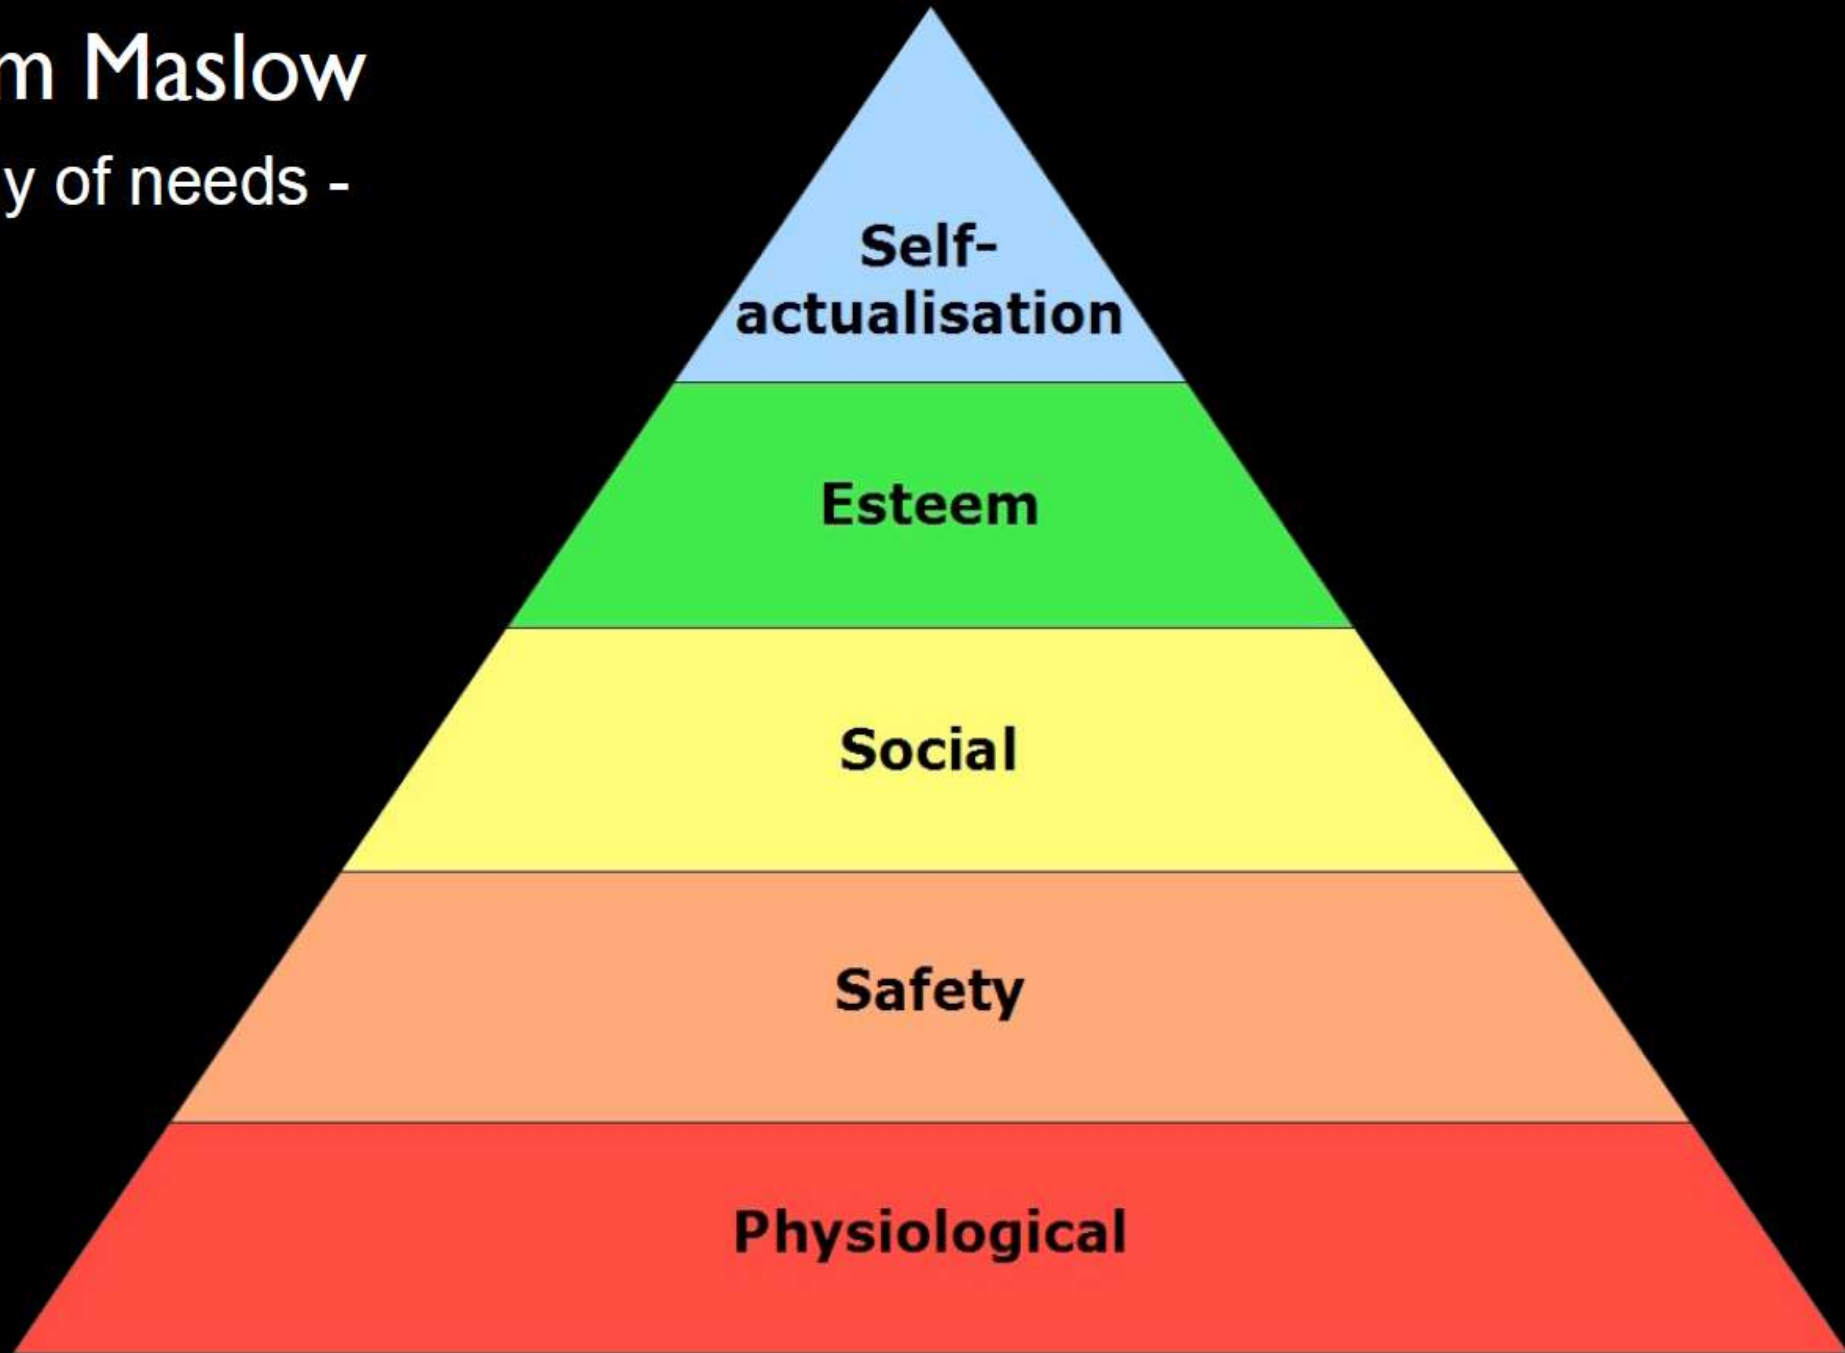 m Maslow
y of needs -
Self-
actualisation
Esteem
Social
Safety
Physiological